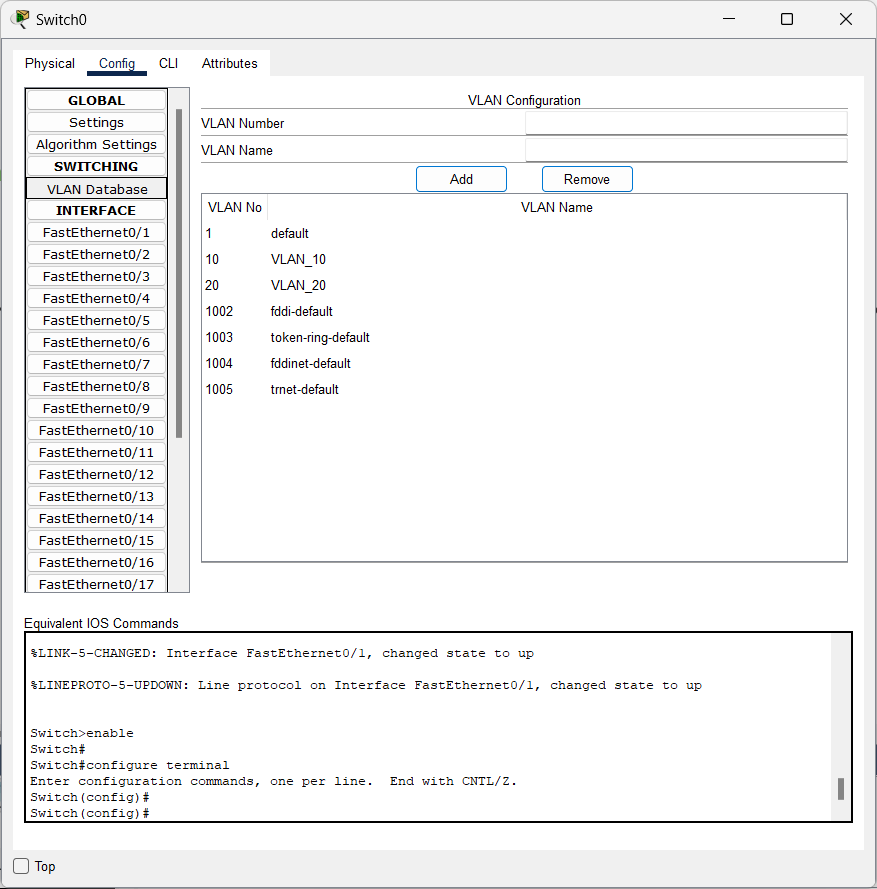 Switch0
Physical Config CLI Attributes
GLOBAL
Settings
Algorithm Settings
SWITCHING
VLAN Database
INTERFACE
FastEthernet0/1
FastEthernet0/2
FastEthernet0/3
FastEthernet0/4
FastEthernet0/5
FastEthernet0/6
FastEthernet0/7
FastEthernet0/8
FastEthernet0/9
FastEthernet0/10
FastEthernet0/11
FastEthernet0/12
FastEthernet0/13
FastEthernet0/14
FastEthernet0/15
FastEthernet0/16
FastEthernet0/17
VLAN Configuration
VLAN Number
VLAN Name
Add Remove
VLAN No VLAN Name
1 default
10 VLAN_10
20 VLAN_20
1002 fddi-default
1003 token-ring-default
1004 fddinet-default
1005 trnet-default
Equivalent IOS Commands
%LINK-5-CHANGED: Interface FastEthernet0/1, changed state to up
%LINEPROTO-5-UPDOWN: Line protocol on Interface FastEthernet0/1, changed state to up
Switch>enable
Switch#
Switch#configure terminal
Enter configuration commands, one per line.  End with CNTL/Z.
Switch(config)#
Switch(config)#
Top